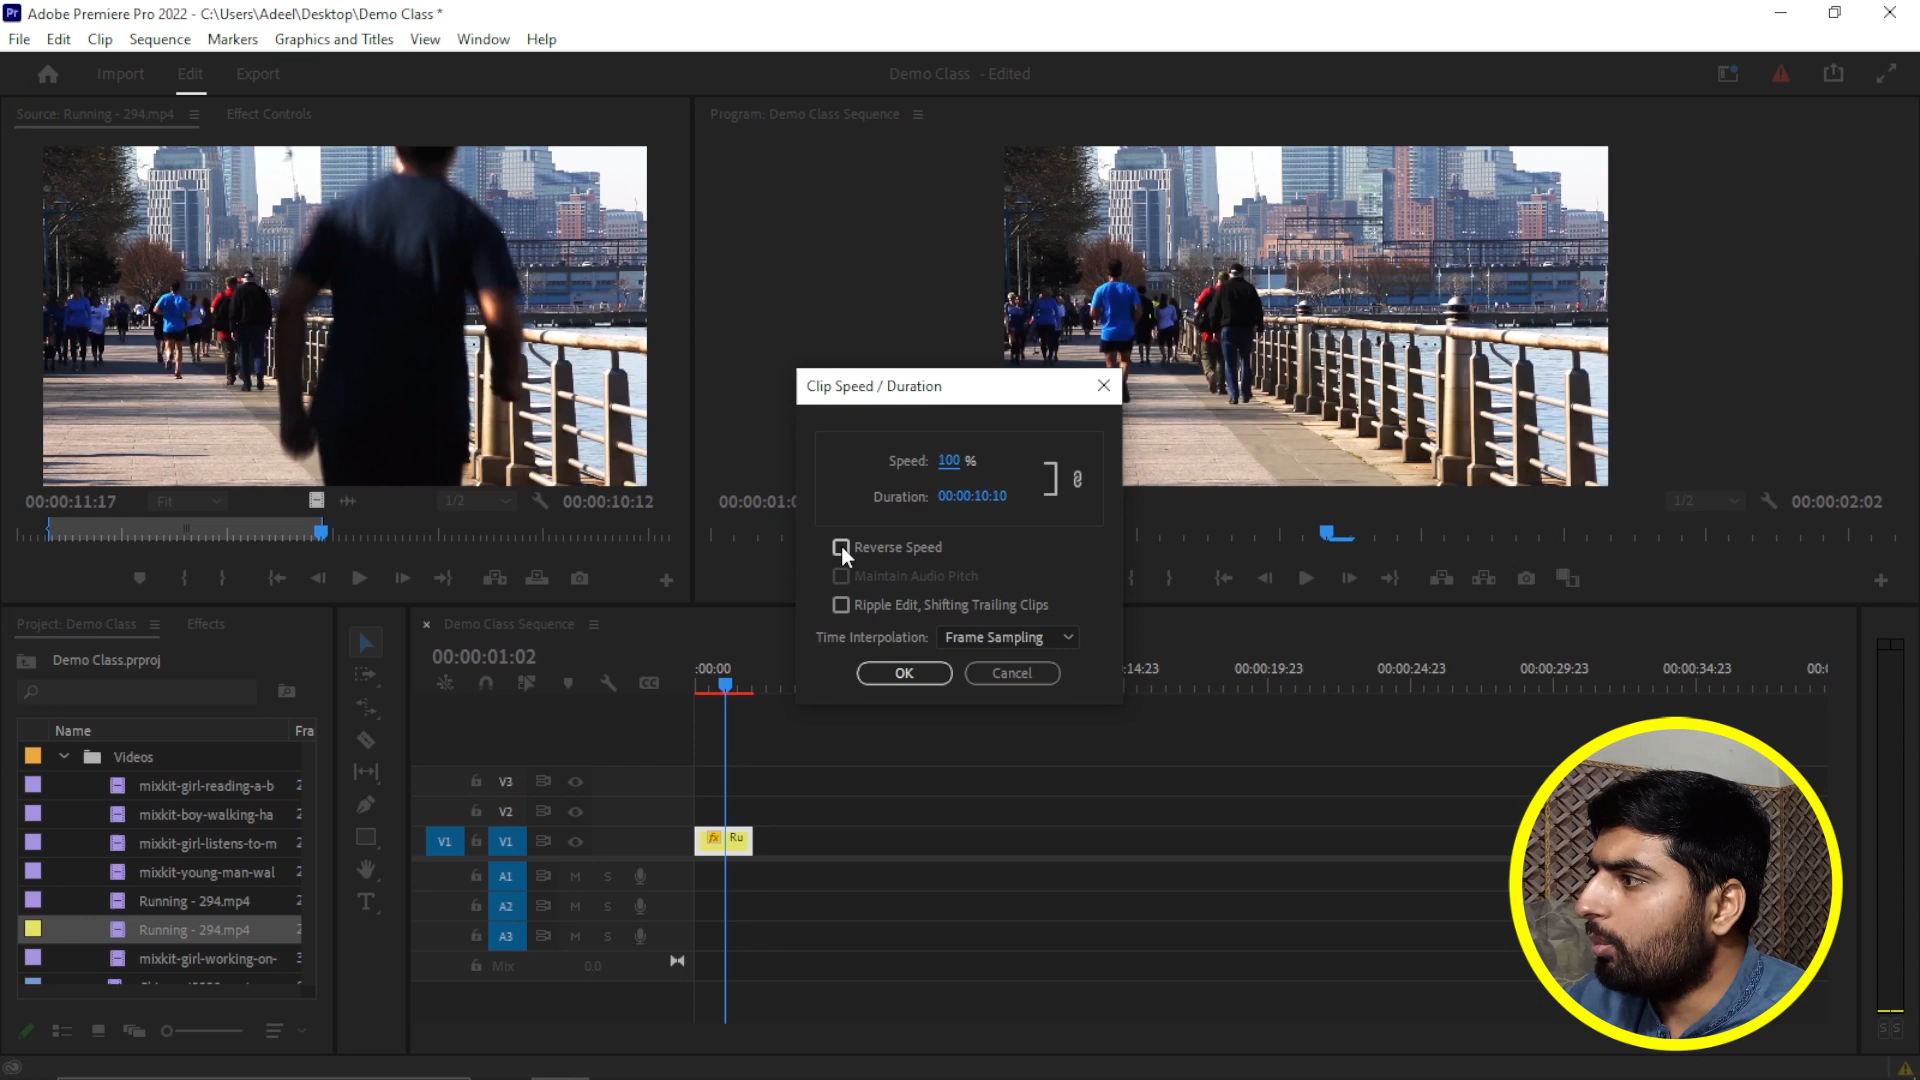 Pr Adobe Premiere Pro 2022 - C:\Users\Adeel\Desktop\Demo Class *
File Edit Clip Sequence Markers Graphics and Titles View Window Help
Import Edit Export Demo Class - Edited
Source: Running - 294.mp4 Effect Controls Program: Demo Class Sequence
Clip Speed / Duration
Speed: 100 %
Duration: 00:00:10:10
Reverse Speed
Maintain Audio Pitch
Ripple Edit, Shifting Trailing Clips
Time Interpolation: Frame Sampling
OK Cancel
00:00:11:17 Fit 1/2 00:00:10:12 1/2 00:00:02:02
Project: Demo Class Effects
Demo Class.prproj
Name Fra
Videos
mixkit-girl-reading-a-b
mixkit-boy-walking-ha
mixkit-girl-listens-to-m
mixkit-young-man-wal
Running - 294.mp4
Running - 294.mp4
mixkit-girl-working-on-
× Demo Class Sequence
00:00:01:02
:00:00 :14:23 00:00:19:23 00:00:24:23 00:00:29:23 00:00:34:23
V3
V2
V1 V1 fx Ru
A1 M S
A2 M S
A3 M S
Mix 0.0
S S